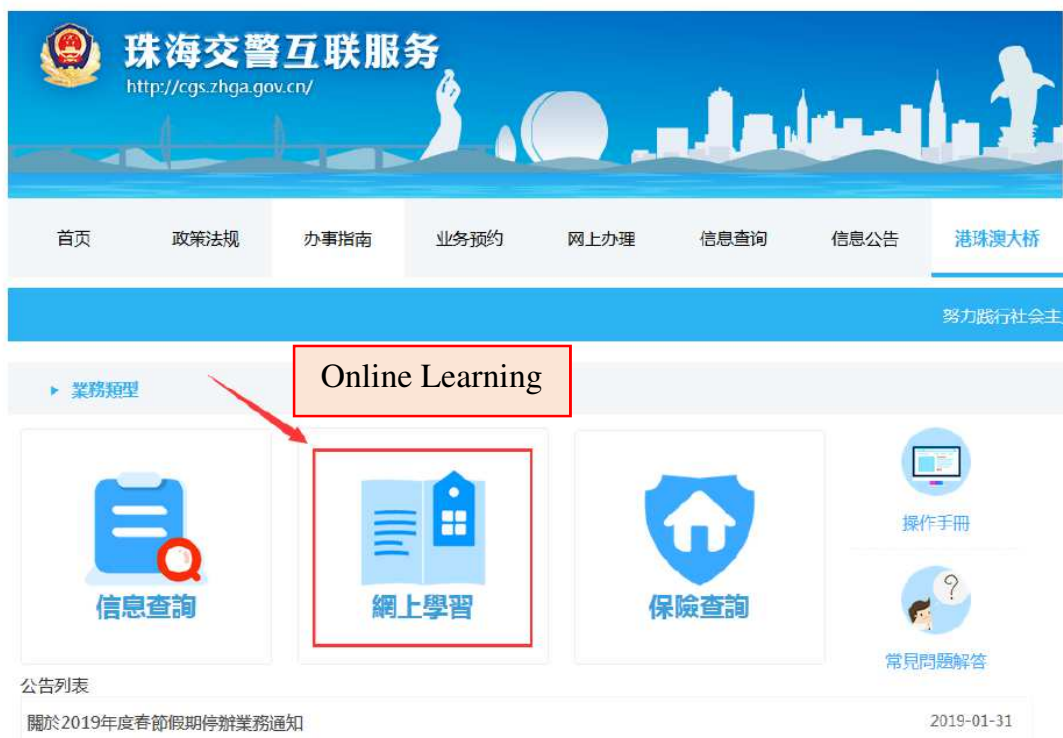 珠海交警互联服务
http://cgs.zhga.gov.cn/
首页 政策法规 办事指南 业务预约 网上办理 信息查询 信息公告 港珠澳大桥
努力践行社会主
業務類型
Online Learning
信息查詢 網上學習 保險查詢
操作手冊
常見問題解答
公告列表
關於2019年度春節假期停辦業務通知 2019-01-31